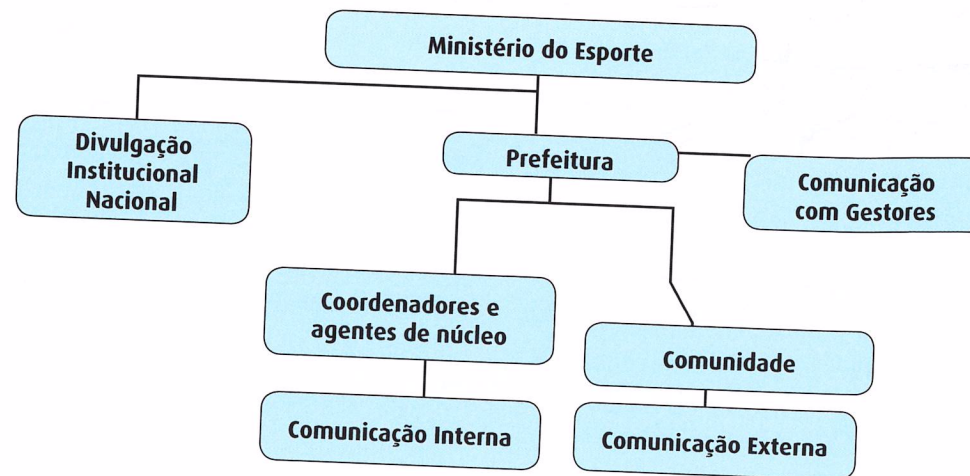 Ministério do Esporte
Divulgação
Institucional
Nacional
Prefeitura
Comunicação
com Gestores
Coordenadores e
agentes de núcleo
Comunidade
Comunicação Interna
Comunicação Externa